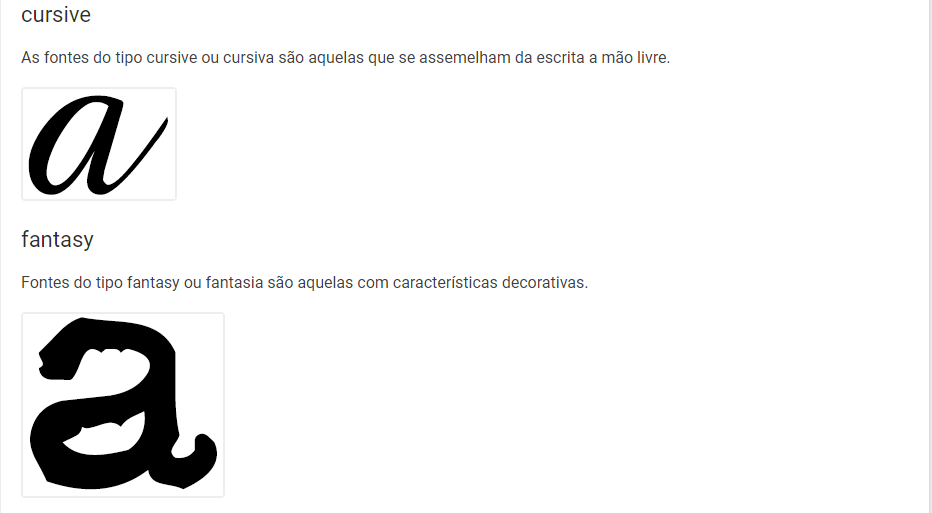 cursive
As fontes do tipo cursive ou cursiva são aquelas que se assemelham da escrita a mão livre.
a
fantasy
Fontes do tipo fantasy ou fantasia são aquelas com características decorativas.
a